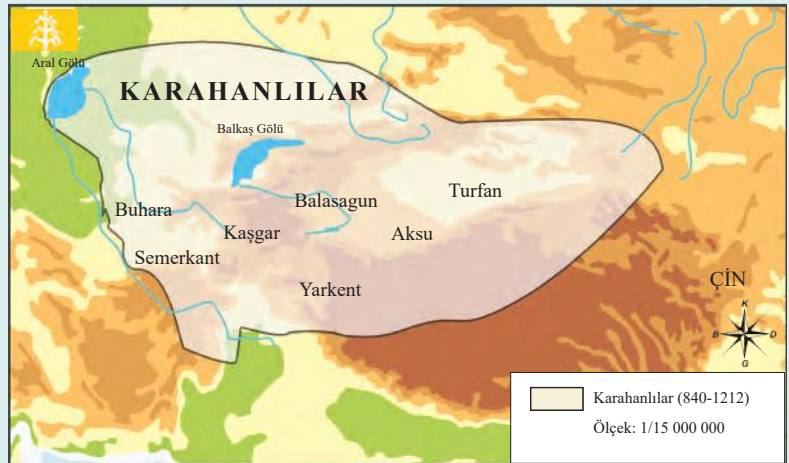 Aral Gölü
KARAHANLILAR
Balkaş Gölü
Turfan
Balasagun
Buhara
Kaşgar
Aksu
Semerkant
Yarkent
ÇİN
K
B
D
G
Karahanlılar (840-1212)
Ölçek: 1/15 000 000